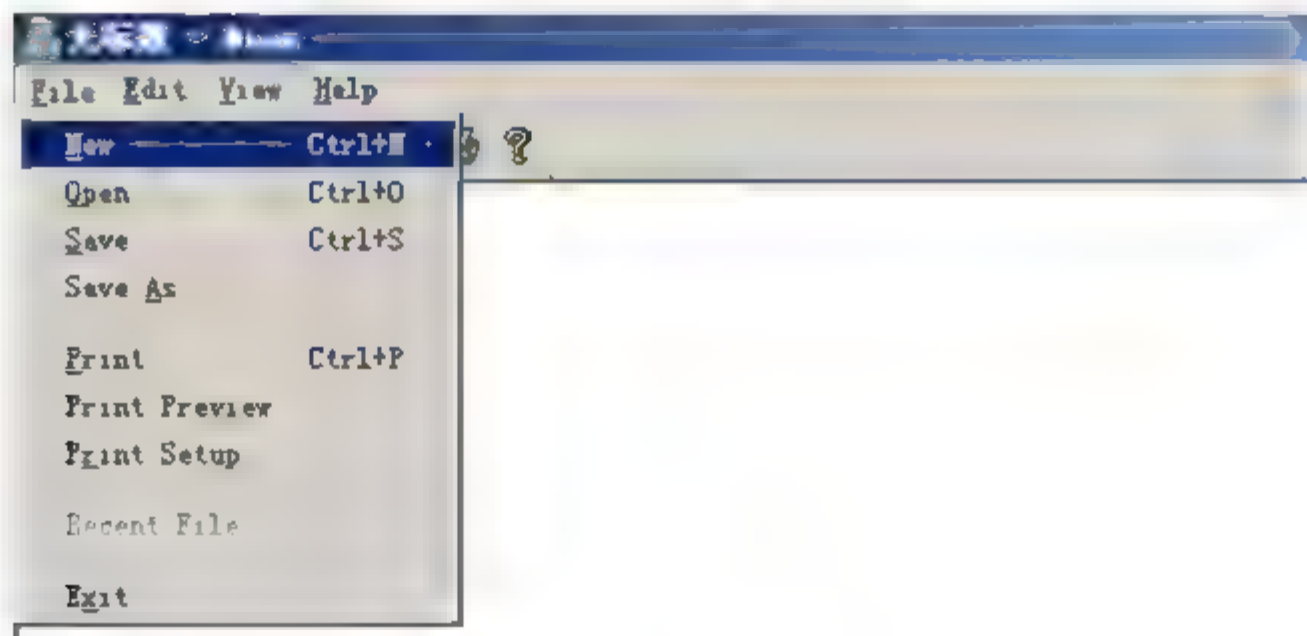 File Edit View Help
New Ctrl+N
Open Ctrl+O
Save Ctrl+S
Save As
Print Ctrl+P
Print Preview
Print Setup
Recent File
Exit